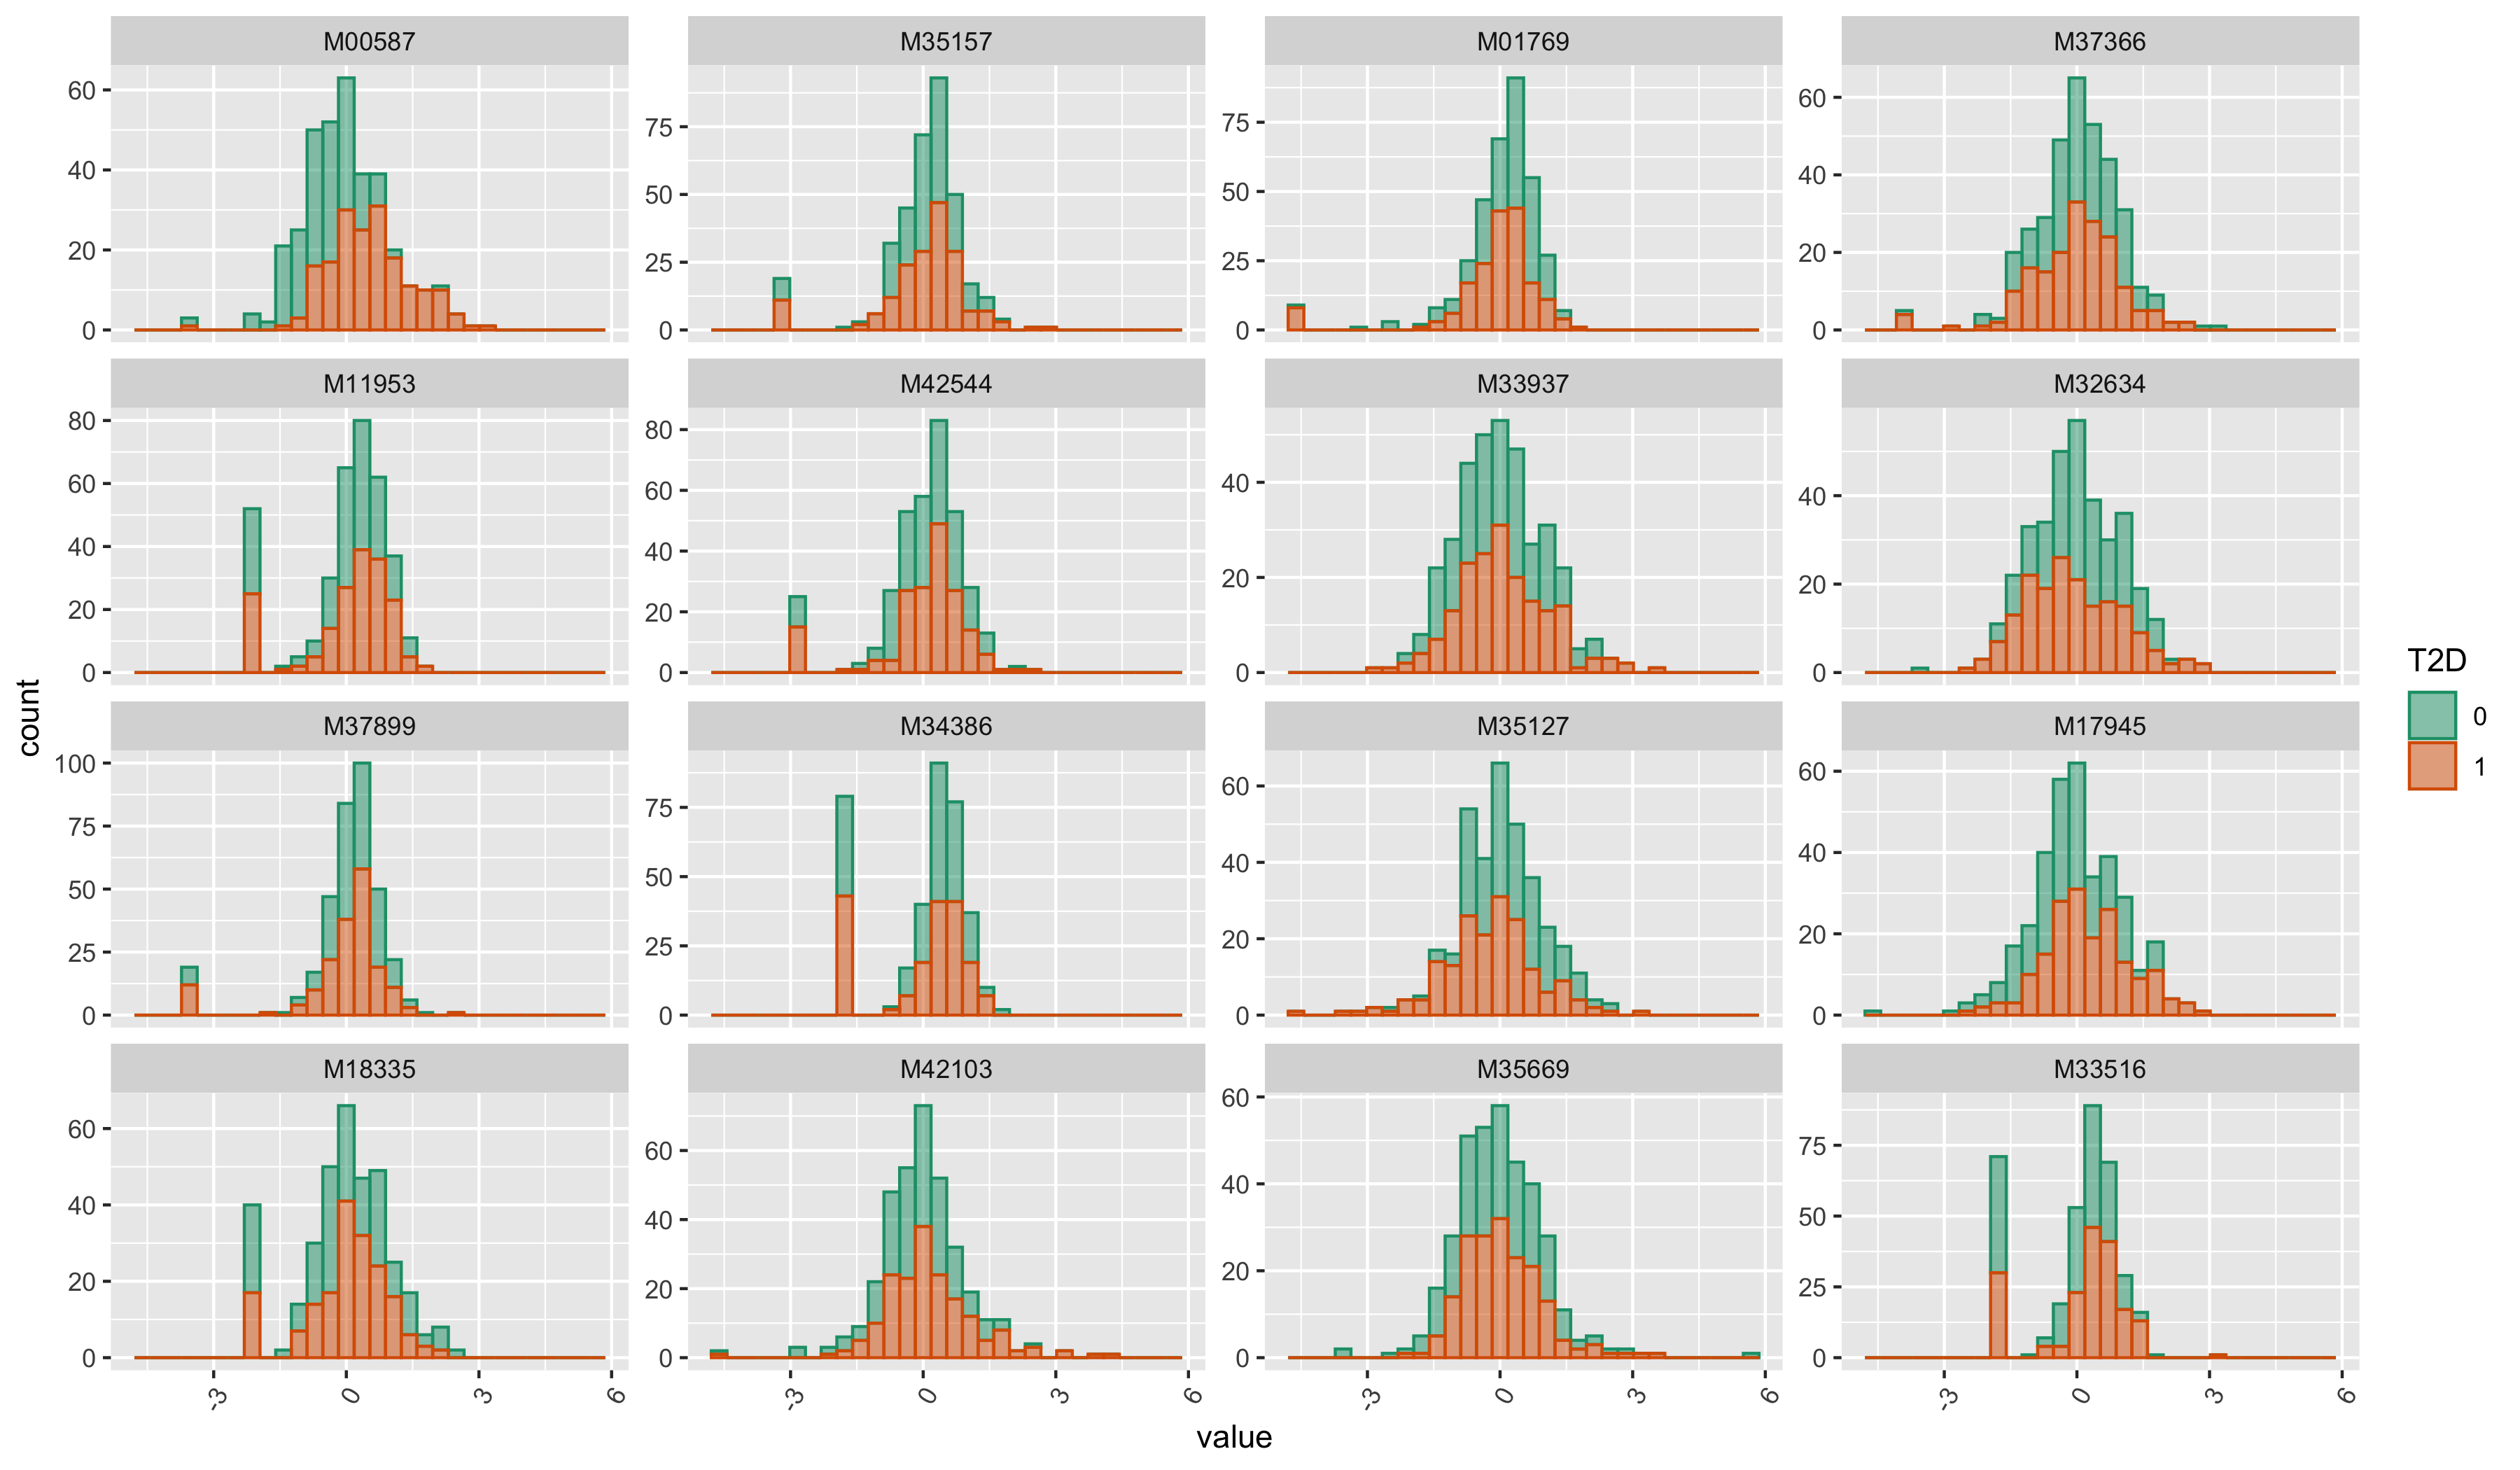 M00587 M35157 M01769 M37366
60 40 20 0
75 50 25 0
75 50 25 0
60 40 20 0
M11953 M42544 M33937 M32634
80 60 40 20 0
80 60 40 20 0
40 20 0
40 20 0
M37899 M34386 M35127 M17945
100 75 50 25 0
75 50 25 0
60 40 20 0
60 40 20 0
M18335 M42103 M35669 M33516
60 40 20 0
60 40 20 0
60 40 20 0
75 50 25 0
-3 0 3 6 -3 0 3 6 -3 0 3 6 -3 0 3 6
count
value
T2D
0
1